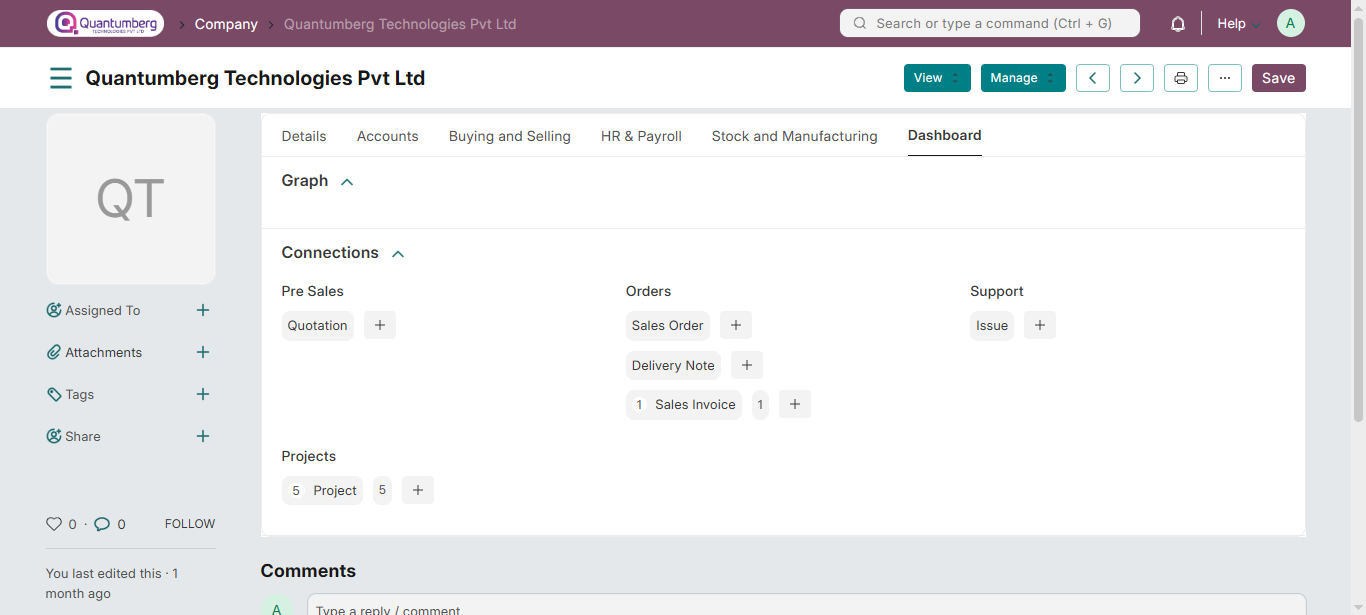 Quantumberg
TECHNOLOGIES PVT LTD
Company
Quantumberg Technologies Pvt Ltd
Search or type a command (Ctrl + G)
Help
A
Quantumberg Technologies Pvt Ltd
View
Manage
Save
QT
Assigned To
Attachments
Tags
Share
0 · 0 FOLLOW
You last edited this · 1
month ago
Details Accounts Buying and Selling HR & Payroll Stock and Manufacturing Dashboard
Graph
Connections
Pre Sales
Quotation
Orders
Sales Order
Delivery Note
1 Sales Invoice 1
Support
Issue
Projects
5 Project 5
Comments
A
Type a reply / comment